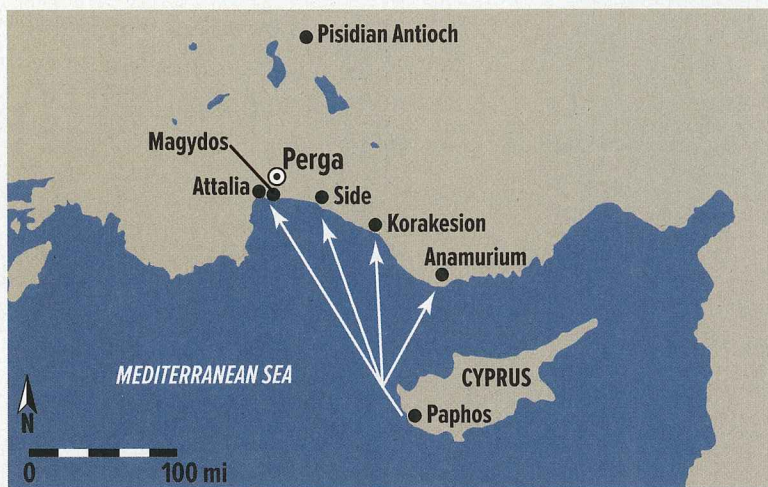 Pisidian Antioch
Magydos
Perga
Attalia
Side
Korakesion
Anamurium
MEDITERRANEAN SEA
CYPRUS
Paphos
N
0 100 mi